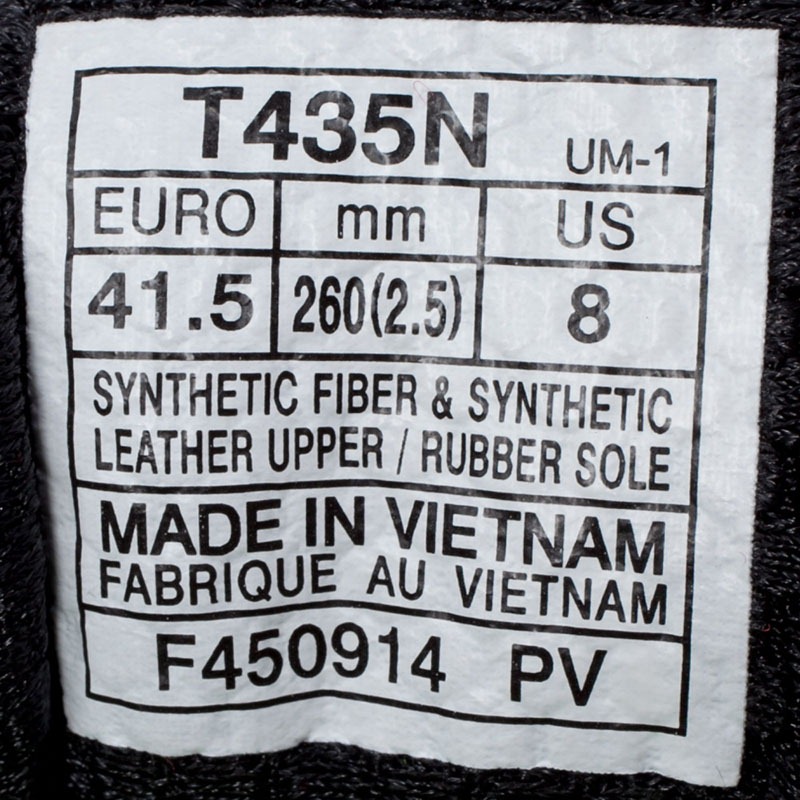 T435N UM-1
EURO mm US
41.5 260(2.5) 8
SYNTHETIC FIBER & SYNTHETIC
LEATHER UPPER / RUBBER SOLE
MADE IN VIETNAM
FABRIQUE AU VIETNAM
F450914 PV